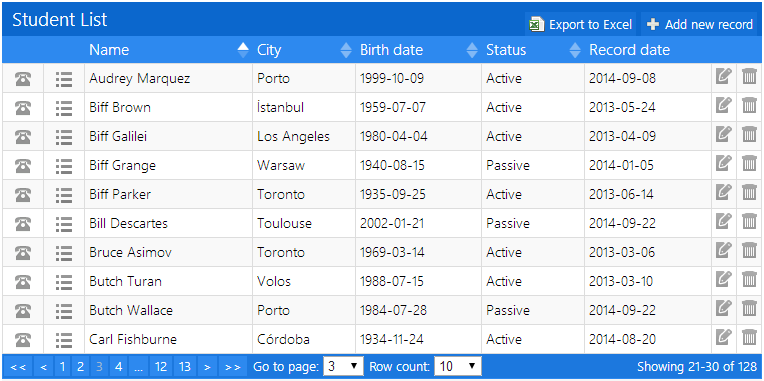 Student List
Export to Excel
Add new record
Name City Birth date Status Record date
Audrey Marquez Porto 1999-10-09 Active 2014-09-08
Biff Brown İstanbul 1959-07-07 Active 2013-05-24
Biff Galilei Los Angeles 1980-04-04 Active 2013-04-09
Biff Grange Warsaw 1940-08-15 Passive 2014-01-05
Biff Parker Toronto 1935-09-25 Active 2013-06-14
Bill Descartes Toulouse 2002-01-21 Passive 2014-09-22
Bruce Asimov Toronto 1969-03-14 Active 2013-03-06
Butch Turan Volos 1988-07-15 Active 2013-03-10
Butch Wallace Porto 1984-07-28 Passive 2014-09-22
Carl Fishburne Córdoba 1934-11-24 Active 2014-08-20
<< < 1 2 3 4 ... 12 13 > >> Go to page: 3 Row count: 10 Showing 21-30 of 128